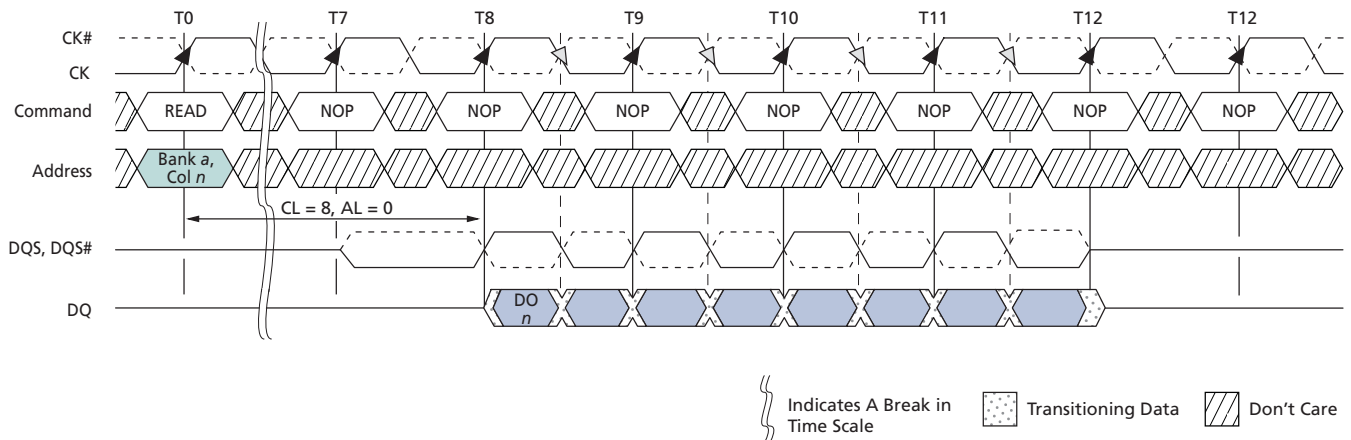 T0 T7 T8 T9 T10 T11 T12 T12
CK#
CK
Command READ NOP NOP NOP NOP NOP NOP NOP
Address Bank a,
Col n
CL = 8, AL = 0
DQS, DQS#
DQ DO
n
Indicates A Break in
Time Scale
Transitioning Data
Don't Care